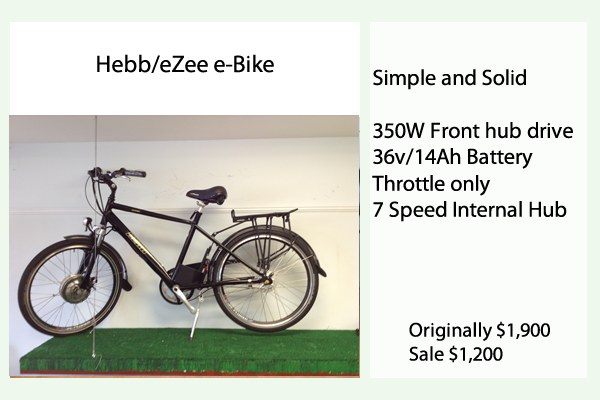 Hebb/eZee e-Bike
Simple and Solid
350W Front hub drive
36v/14Ah Battery
Throttle only
7 Speed Internal Hub
Originally $1,900
Sale $1,200